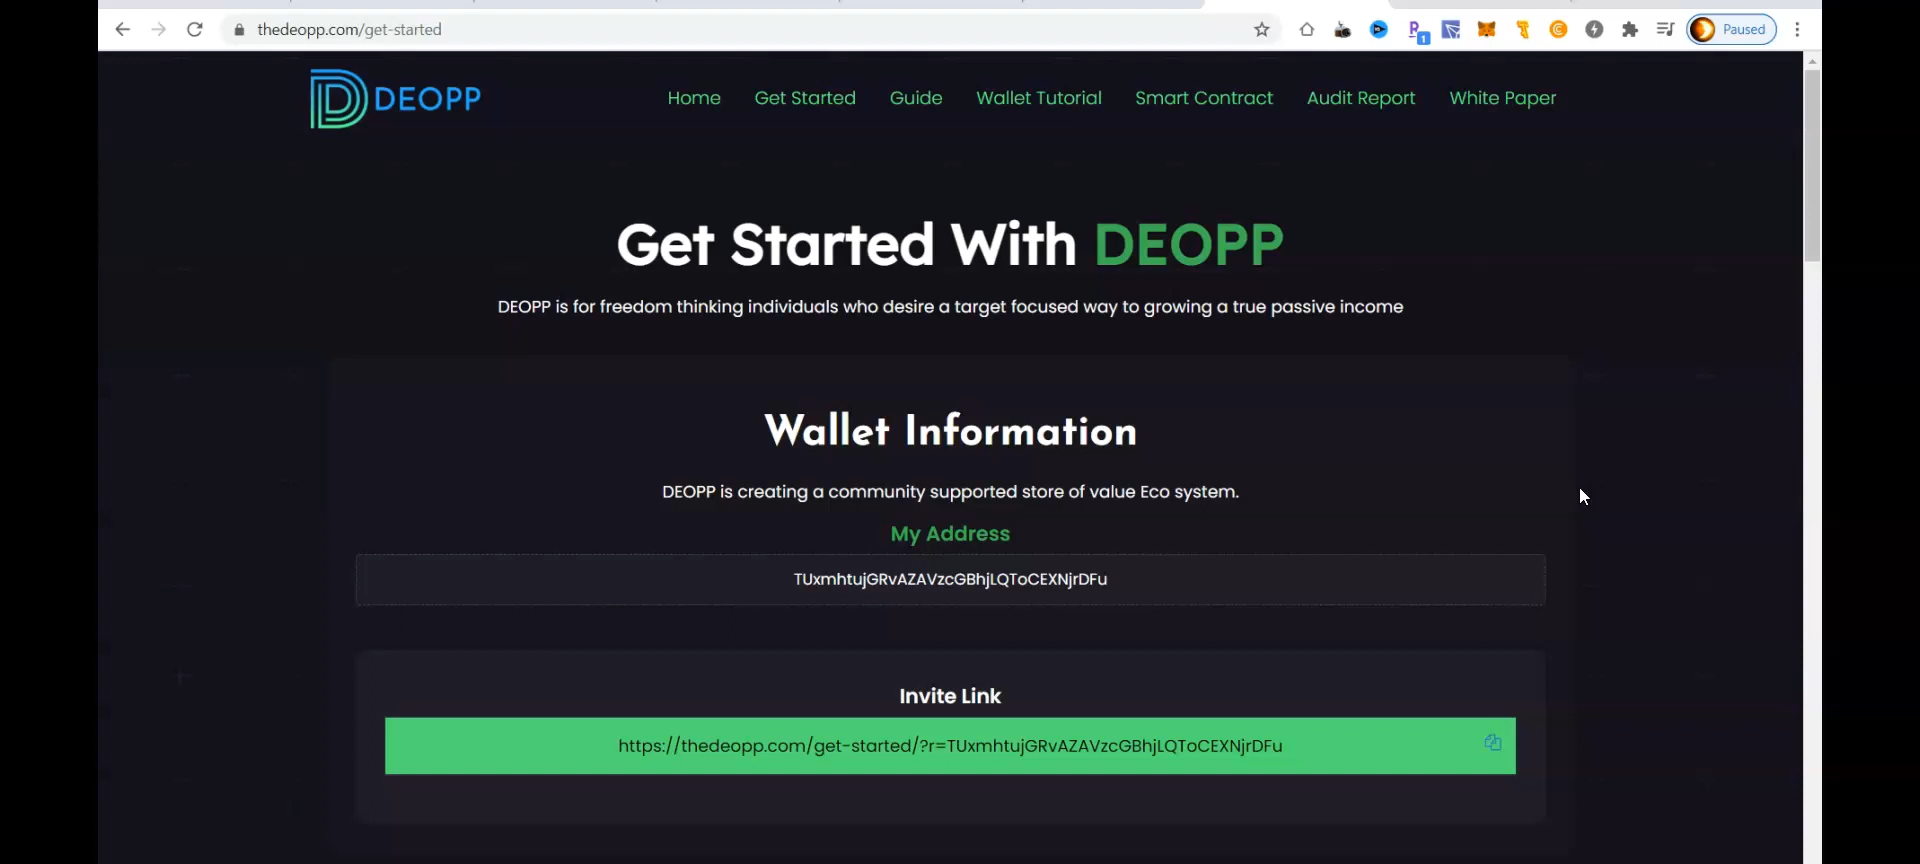 thedeopp.com/get-started
1
Paused
DEOPP
Home Get Started Guide Wallet Tutorial Smart Contract Audit Report White Paper
Get Started With DEOPP
DEOPP is for freedom thinking individuals who desire a target focused way to growing a true passive income
Wallet Information
DEOPP is creating a community supported store of value Eco system.
My Address
TUxmhtujGRvAZAVzcGBhjLQToCEXNjrDFu
Invite Link
https://thedeopp.com/get-started/?r=TUxmhtujGRvAZAVzcGBhjLQToCEXNjrDFu